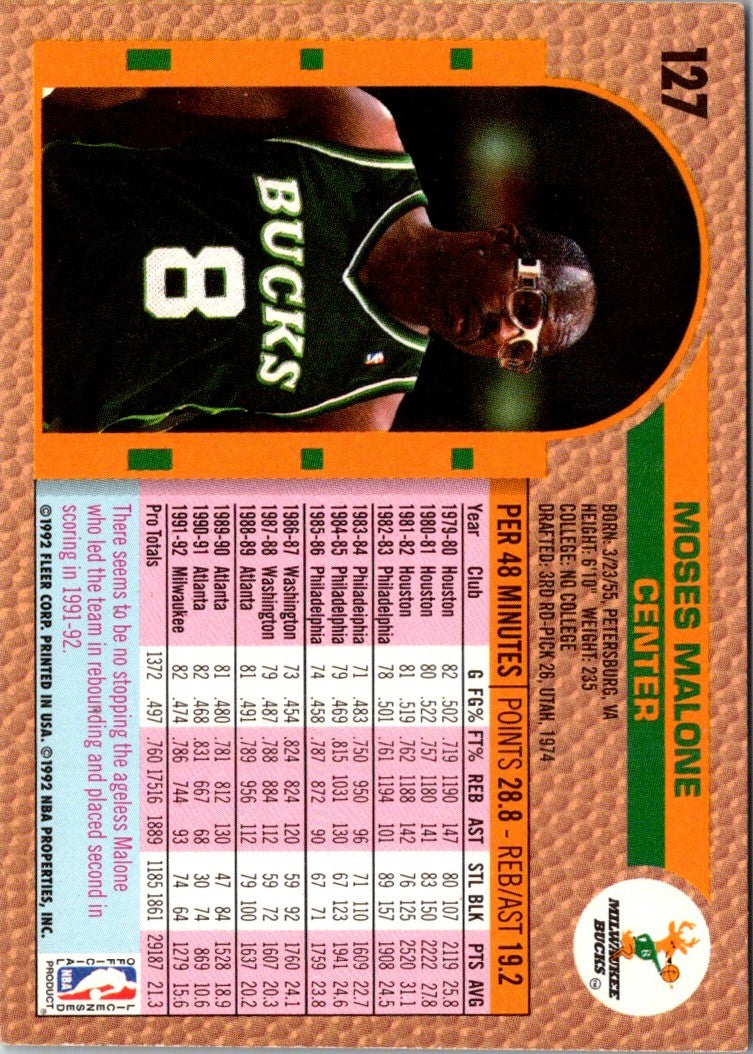 127
BUCKS
8
MOSES MALONE
CENTER
MILWAUKEE
BUCKS
TM
BORN: 3/23/55, PETERSBURG, VA
HEIGHT: 6'10" WEIGHT: 235
COLLEGE: NO COLLEGE
DRAFTED: 3RD RD-PICK 26, UTAH, 1974
PER 48 MINUTES | POINTS 28.8 - REB/AST 19.2
Year Club G FG% FT% REB AST STL BLK PTS AVG
1979-80 Houston 82 .502 .719 1190 147 80 107 2119 25.8
1980-81 Houston 80 .522 .757 1180 141 83 150 2222 27.8
1981-82 Houston 81 .519 .762 1188 142 76 125 2520 31.1
1982-83 Philadelphia 78 .501 .761 1194 101 89 157 1908 24.5
1983-84 Philadelphia 71 .483 .750 950 96 71 110 1609 22.7
1984-85 Philadelphia 79 .469 .815 1031 130 67 123 1941 24.6
1985-86 Philadelphia 74 .458 .787 872 90 67 71 1759 23.8
1986-87 Washington 73 .454 .824 824 120 59 92 1760 24.1
1987-88 Washington 79 .487 .788 884 112 59 72 1607 20.3
1988-89 Atlanta 81 .491 .789 956 112 79 100 1637 20.2
1989-90 Atlanta 81 .480 .781 812 130 47 84 1528 18.9
1990-91 Atlanta 82 .468 .831 667 68 30 74 869 10.6
1991-92 Milwaukee 82 .474 .786 744 93 74 64 1279 15.6
Pro Totals 1372 .497 .760 17516 1889 1185 1861 29187 21.3
There seems to be no stopping the ageless Malone
who led the team in rebounding and placed second in
scoring in 1991-92.
OFFICIAL LICENSED
NBA
PRODUCT®
©1992 FLEER CORP. PRINTED IN USA. ©1992 NBA PROPERTIES, INC.